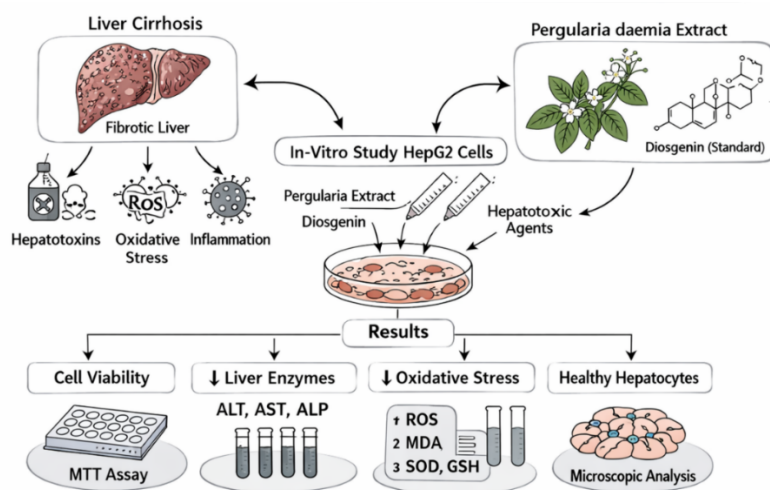 Liver Cirrhosis
Fibrotic Liver
Hepatotoxins
ROS
Oxidative
Stress
Inflammation
Pergularia daemia Extract
Diosgenin (Standard)
In-Vitro Study HepG2 Cells
Pergularia Extract
Diosgenin
Hepatotoxic
Agents
Results
Cell Viability
MTT Assay
↓ Liver Enzymes
ALT, AST, ALP
↓ Oxidative Stress
1 ROS
2 MDA
3 SOD, GSH
Healthy Hepatocytes
Microscopic Analysis